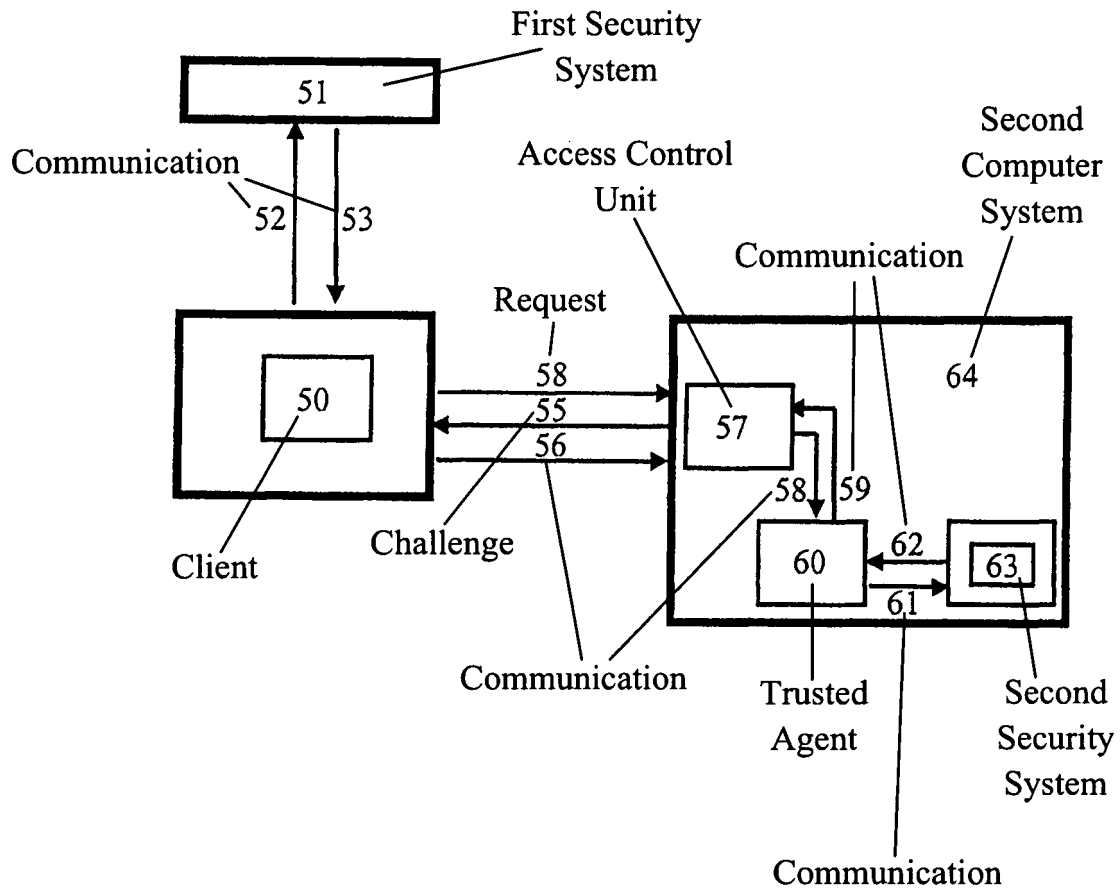 First Security
System
51
Communication
52
53
Access Control
Unit
Second
Computer
System
Communication
Request
58
55
56
50
57
64
58
59
60
62
61
63
Challenge
Client
Communication
Trusted
Agent
Second
Security
System
Communication